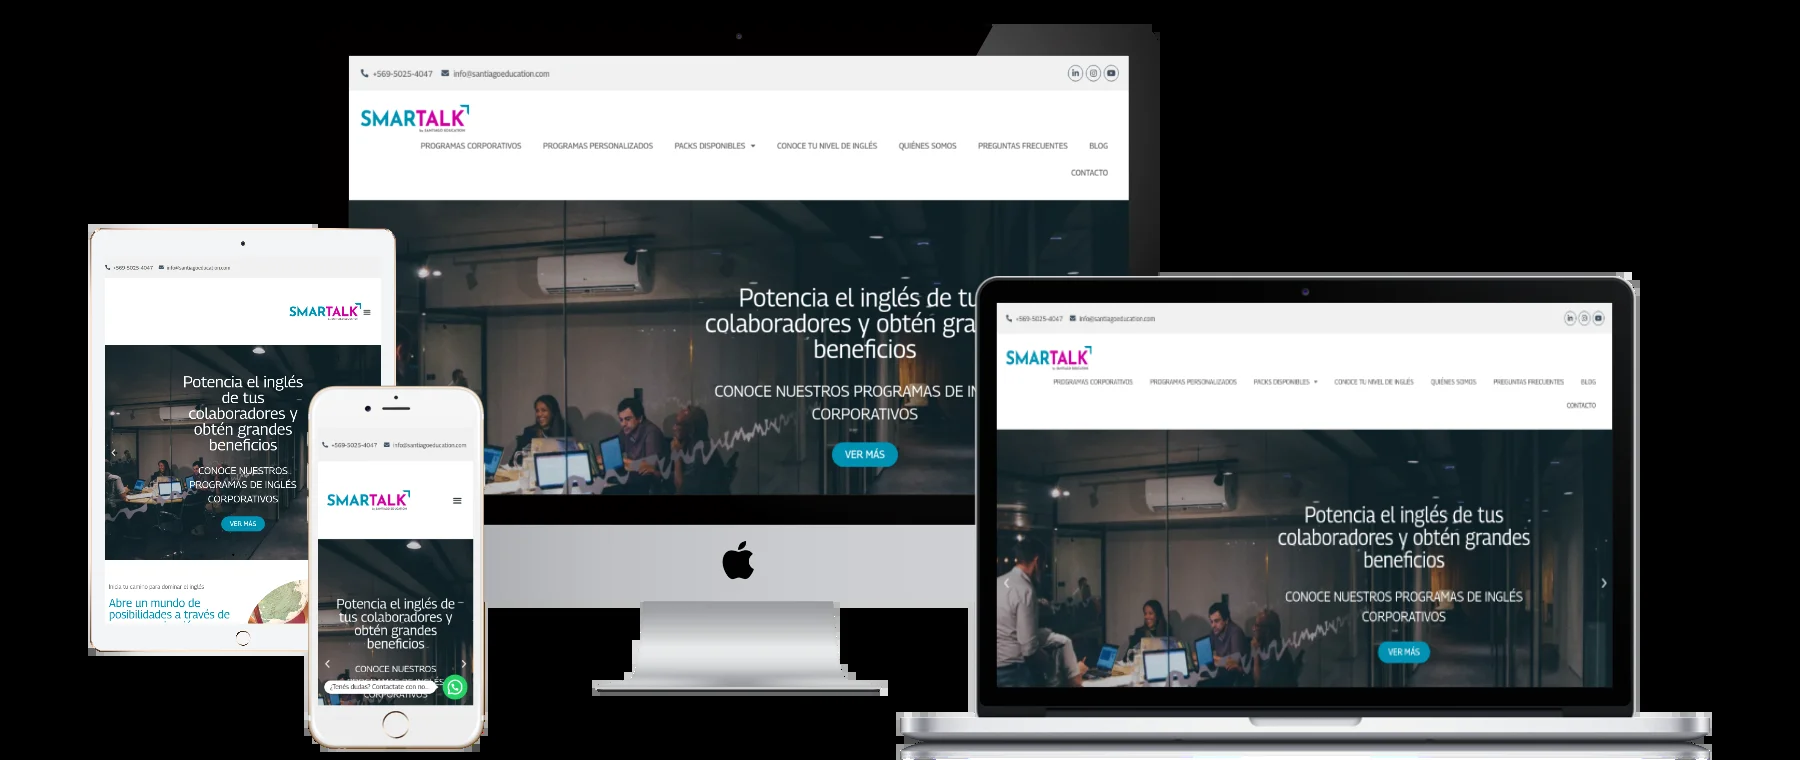 +569-5025-4047 info@santiagoeducation.com
SMARTALK
by SANTIAGO EDUCATION
PROGRAMAS CORPORATIVOS PROGRAMAS PERSONALIZADOS PACKS DISPONIBLES CONOCE TU NIVEL DE INGLÉS QUIÉNES SOMOS PREGUNTAS FRECUENTES BLOG
CONTACTO
Potencia el inglés de tu
colaboradores y obtén gra
beneficios
CONOCE NUESTROS PROGRAMAS DE IN
CORPORATIVOS
VER MÁS
+569-5025-4047 info@santiagoeducation.com
SMARTALK
Potencia el inglés
de tus
colaboradores y
obtén grandes
beneficios
CONOCE NUESTROS
PROGRAMAS DE INGLÉS
CORPORATIVOS
VER MÁS
Inicia tu camino para dominar el inglés
Abre un mundo de
posibilidades a través de
+569-5025-4047 info@santiagoeducation.com
SMARTALK
by SANTIAGO EDUCATION
Potencia el inglés de
tus colaboradores y
obtén grandes
beneficios
CONOCE NUESTROS
PROGRAMAS DE INGLÉS
CORPORATIVOS
¿Tenés dudas? Contactate con no...
+569-5025-4047 info@santiagoeducation.com
SMARTALK
by SANTIAGO EDUCATION
PROGRAMAS CORPORATIVOS PROGRAMAS PERSONALIZADOS PACKS DISPONIBLES CONOCE TU NIVEL DE INGLÉS QUIÉNES SOMOS PREGUNTAS FRECUENTES BLOG
CONTACTO
Potencia el inglés de tus
colaboradores y obtén grandes
beneficios
CONOCE NUESTROS PROGRAMAS DE INGLÉS
CORPORATIVOS
VER MÁS